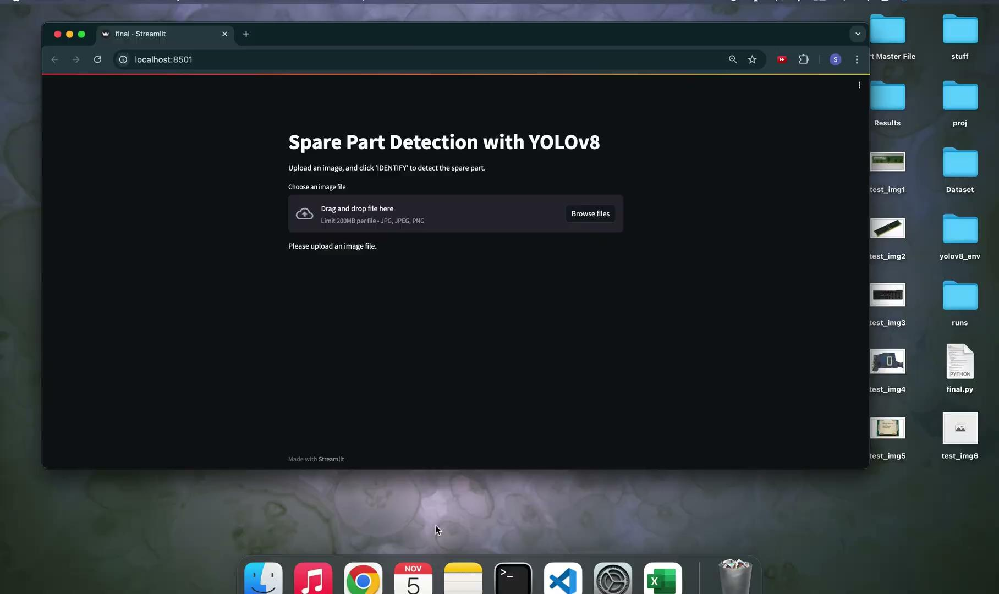 final · Streamlit
localhost:8501
S
Spare Part Detection with YOLOv8
Upload an image, and click 'IDENTIFY' to detect the spare part.
Choose an image file
Drag and drop file here
Limit 200MB per file • JPG, JPEG, PNG
Browse files
Please upload an image file.
Made with Streamlit
rt Master File
stuff
Results
proj
test_img1
Dataset
test_img2
yolov8_env
test_img3
runs
PYTHON
test_img4
final.py
test_img5
test_img6
NOV
5
>_
X